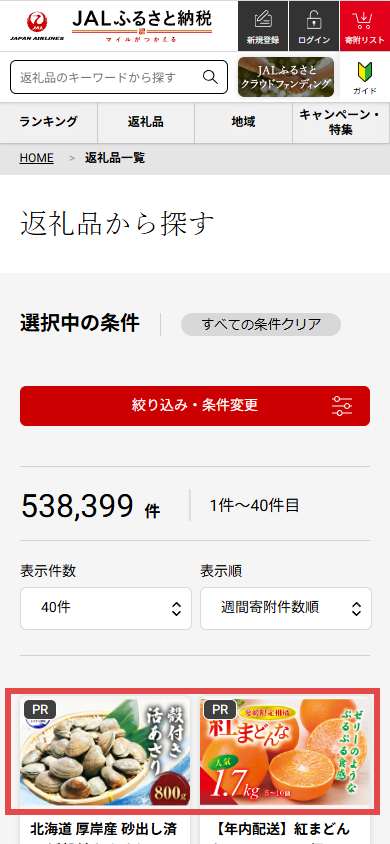 JAPAN AIRLINES
JALふるさと納税
マイルがつかえる
新規登録
ログイン
寄附リスト
返礼品のキーワードから探す
JALふるさと
クラウドファンディング
ガイド
ランキング
返礼品
地域
キャンペーン・
特集
HOME > 返礼品一覧
返礼品から探す
選択中の条件
すべての条件クリア
絞り込み・条件変更
538,399 件
1件〜40件目
表示件数
表示順
40件
週間寄附件数順
PR
殻付き
活あさり
800g
PR
愛媛限定柑橘
紅まどんな
ゼリーのような
ぷるぷる食感
人気
1.7kg
5〜10個
北海道 厚岸産 砂出し済
【年内配送】紅まどん